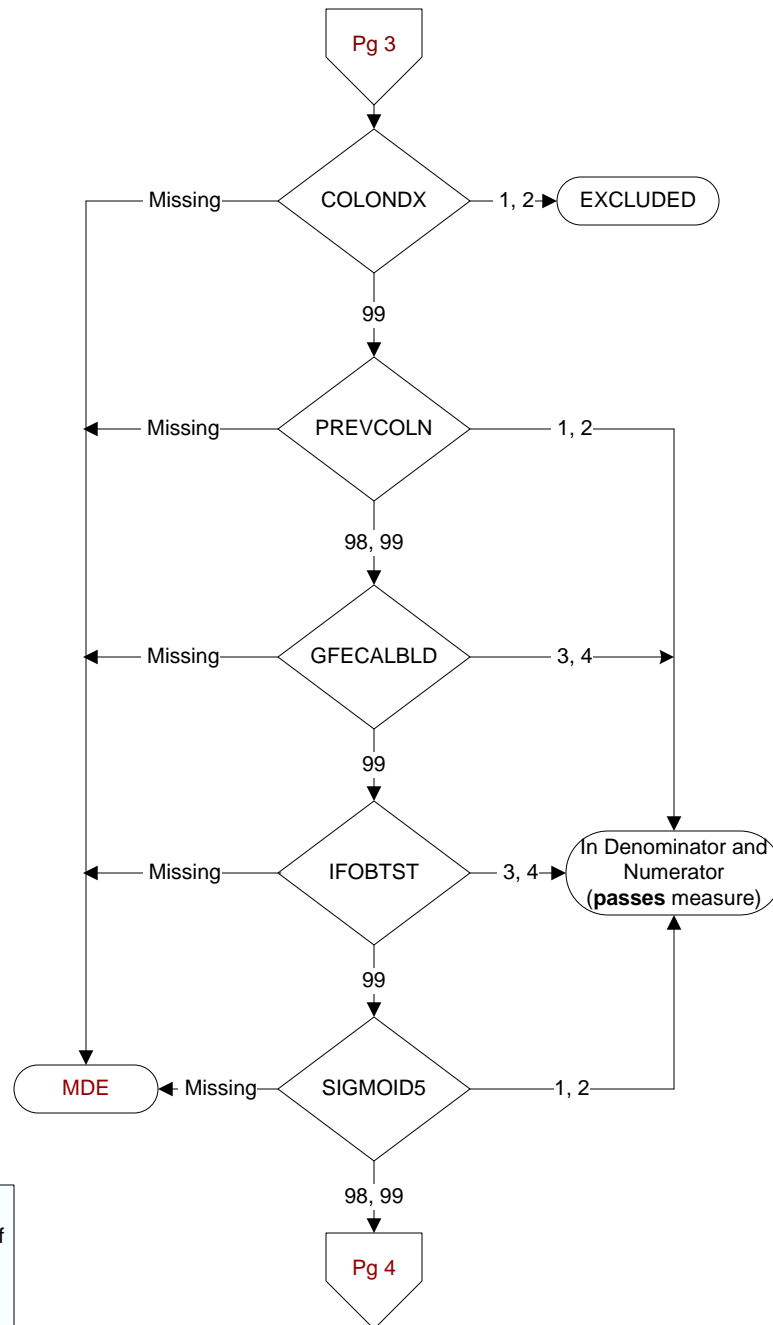 Pg 3
Missing
COLONDX
1, 2
EXCLUDED
99
Missing
PREVCOLN
1, 2
98, 99
Missing
GFECALBLD
3, 4
99
Missing
IFOBTST
3, 4
In Denominator and
Numerator
(passes measure)
99
MDE
Missing
SIGMOID5
1, 2
98, 99
f
Pg 4